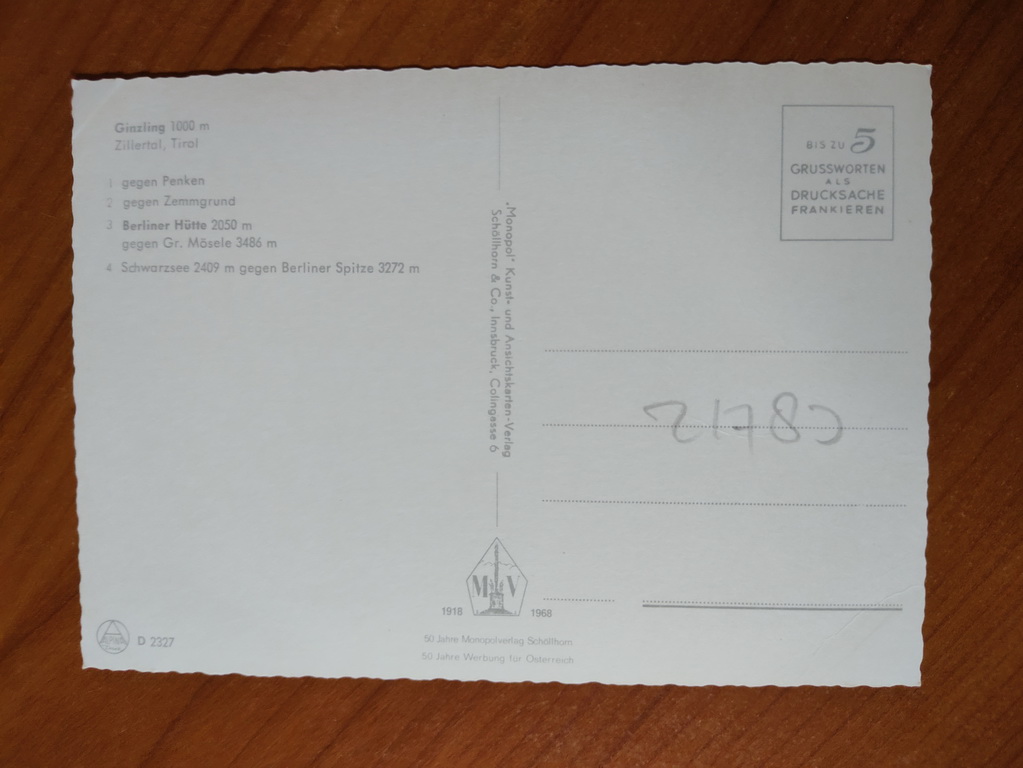 Ginzling 1000 m
Zillertal, Tirol
1 gegen Penken
2 gegen Zemmgrund
3 Berliner Hütte 2050 m
gegen Gr. Mösele 3486 m
4 Schwarzsee 2409 m gegen Berliner Spitze 3272 m
„Monopol“ Kunst- und Ansichtskarten-Verlag
Schöllhorn & Co., Innsbruck, Colingasse 6
BIS ZU 5
GRUSSWORTEN
ALS
DRUCKSACHE
FRANKIEREN
M V
1918 1968
50 Jahre Monopolverlag Schöllhorn
50 Jahre Werbung für Österreich
D 2327